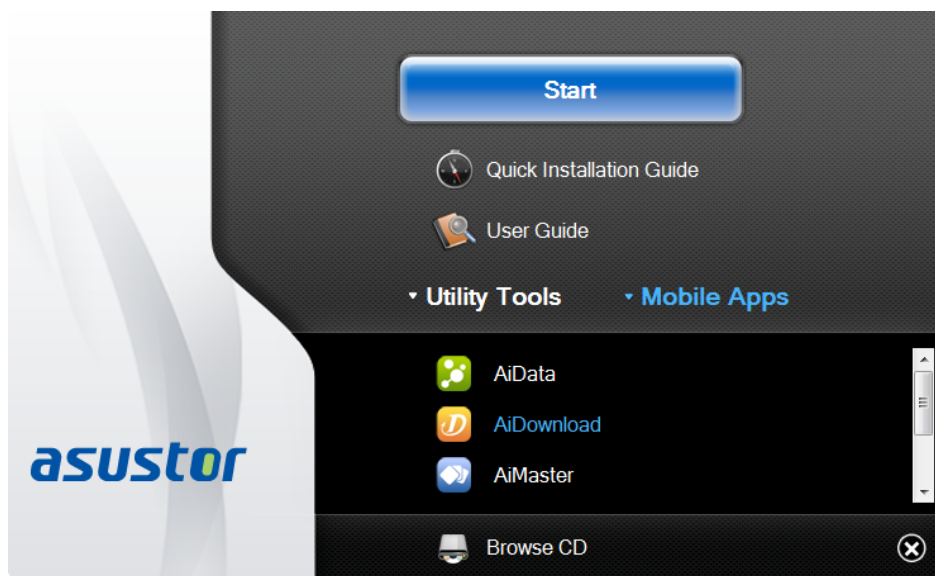 Start
Quick Installation Guide
User Guide
Utility Tools Mobile Apps
AiData
AiDownload
AiMaster
asustor
Browse CD